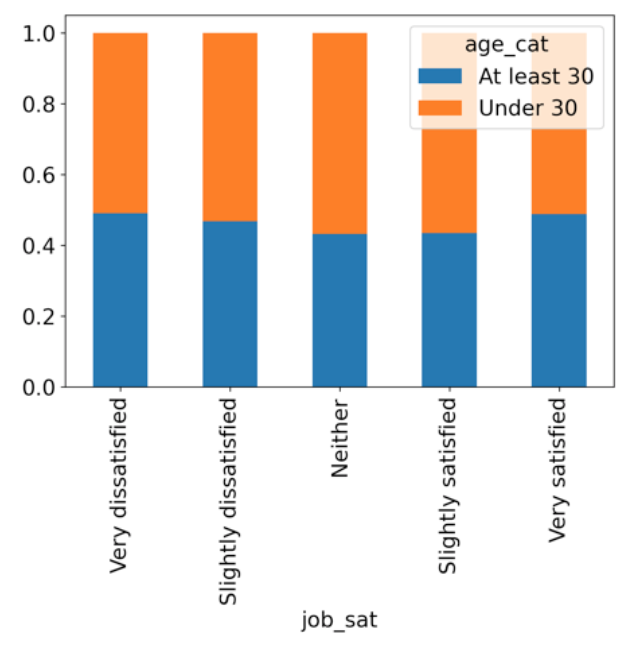 1.0
0.8
0.6
0.4
0.2
0.0
age_cat
At least 30
Under 30
Very dissatisfied
Slightly dissatisfied
Neither
Slightly satisfied
Very satisfied
job_sat